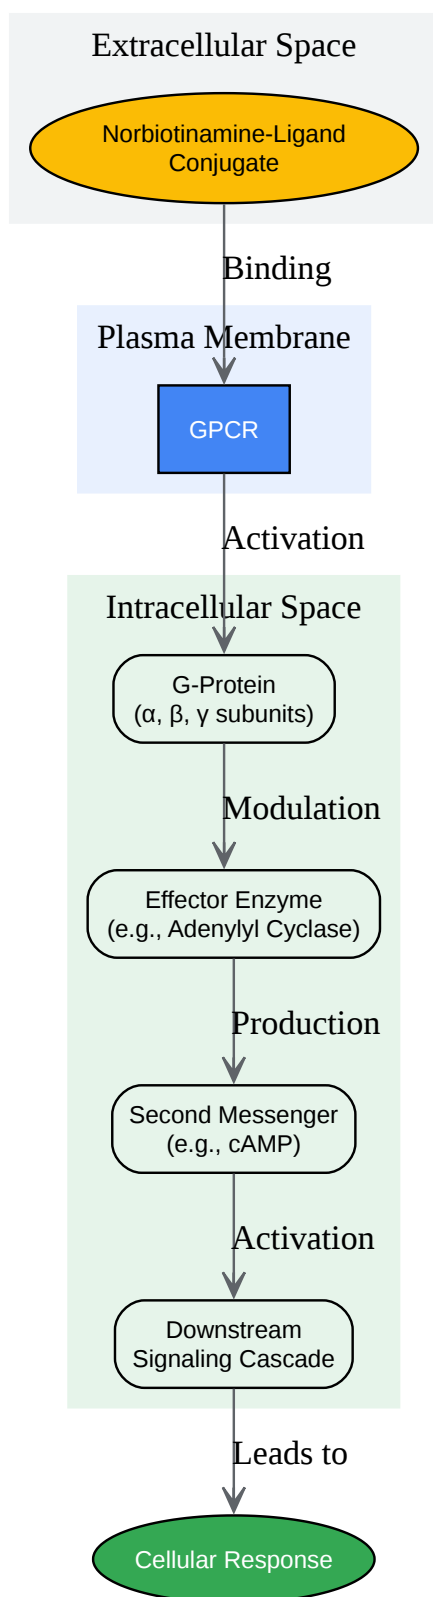 Extracellular Space
Norbiotinamine-Ligand
Conjugate
Binding
Plasma Membrane
GPCR
Activation
Intracellular Space
G-Protein
(α, β, γ subunits)
Modulation
Effector Enzyme
(e.g., Adenylyl Cyclase)
Production
Second Messenger
(e.g., cAMP)
Activation
Downstream
Signaling Cascade
Leads to
Cellular Response